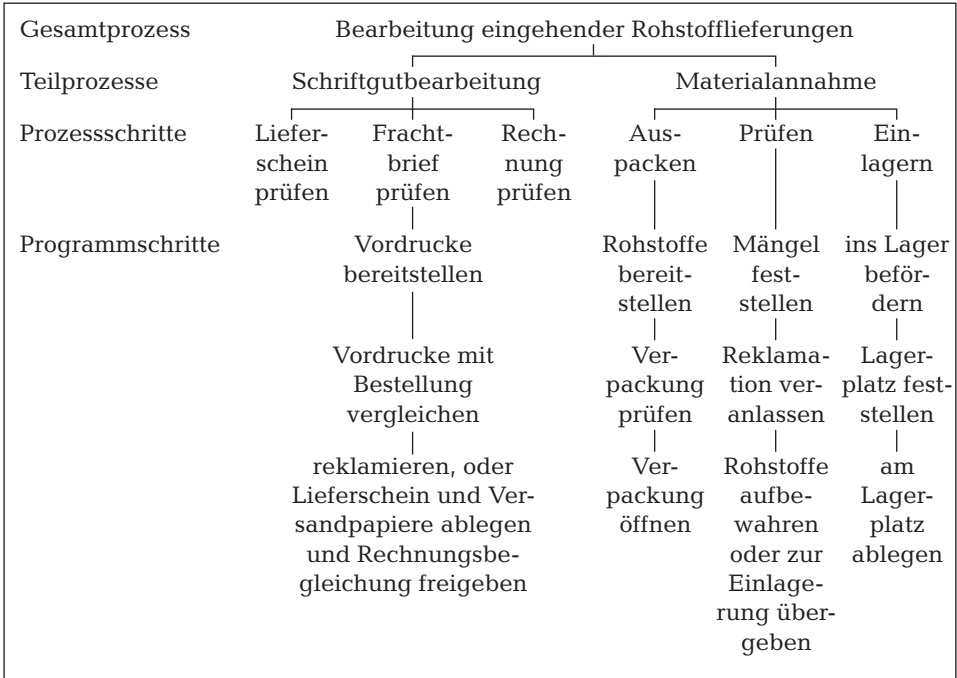 Gesamtprozess Bearbeitung eingehender Rohstofflieferungen
Teilprozesse Schriftgutbearbeitung Materialannahme
Prozessschritte Liefer- Fracht- Rech- Aus- Prüfen Ein-
schein brief nung packen lagern
prüfen prüfen prüfen
Programmschritte Vordrucke Rohstoffe Mängel ins Lager
bereitstellen bereit- fest- beför-
stellen stellen dern
Vordrucke mit Ver- Reklama- Lager-
Bestellung packung tion ver- platz fest-
vergleichen prüfen anlassen stellen
reklamieren, oder Ver- Rohstoffe am
Lieferschein und Ver- packung aufbe- Lager-
sandpapiere ablegen öffnen wahren platz
und Rechnungsbe- oder zur ablegen
gleichung freigeben Einlage-
rung über-
geben